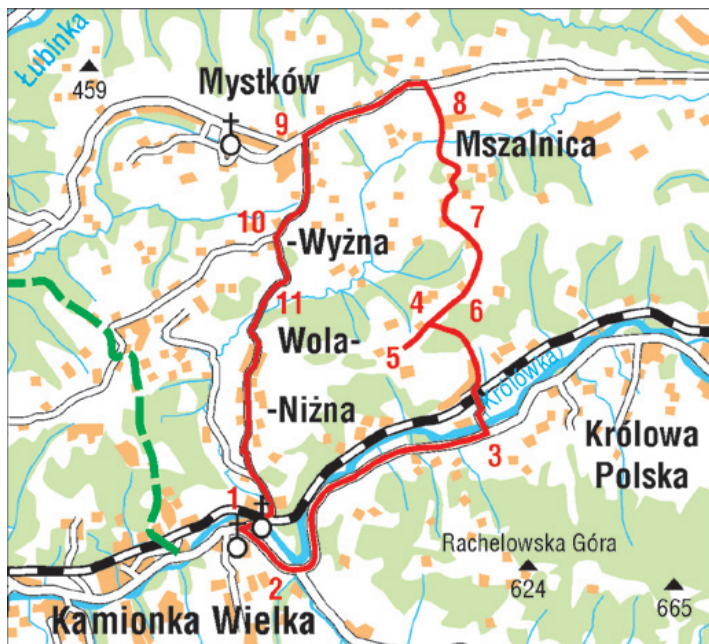 Łubinka
459
Mystków
9
8
Mszalnica
10
-Wyżna
7
11
4
6
5
Wola-
Królówka
-Niżna
3
Królowa
Polska
1
Rachelowska Góra
624
2
665
Kamionka Wielka